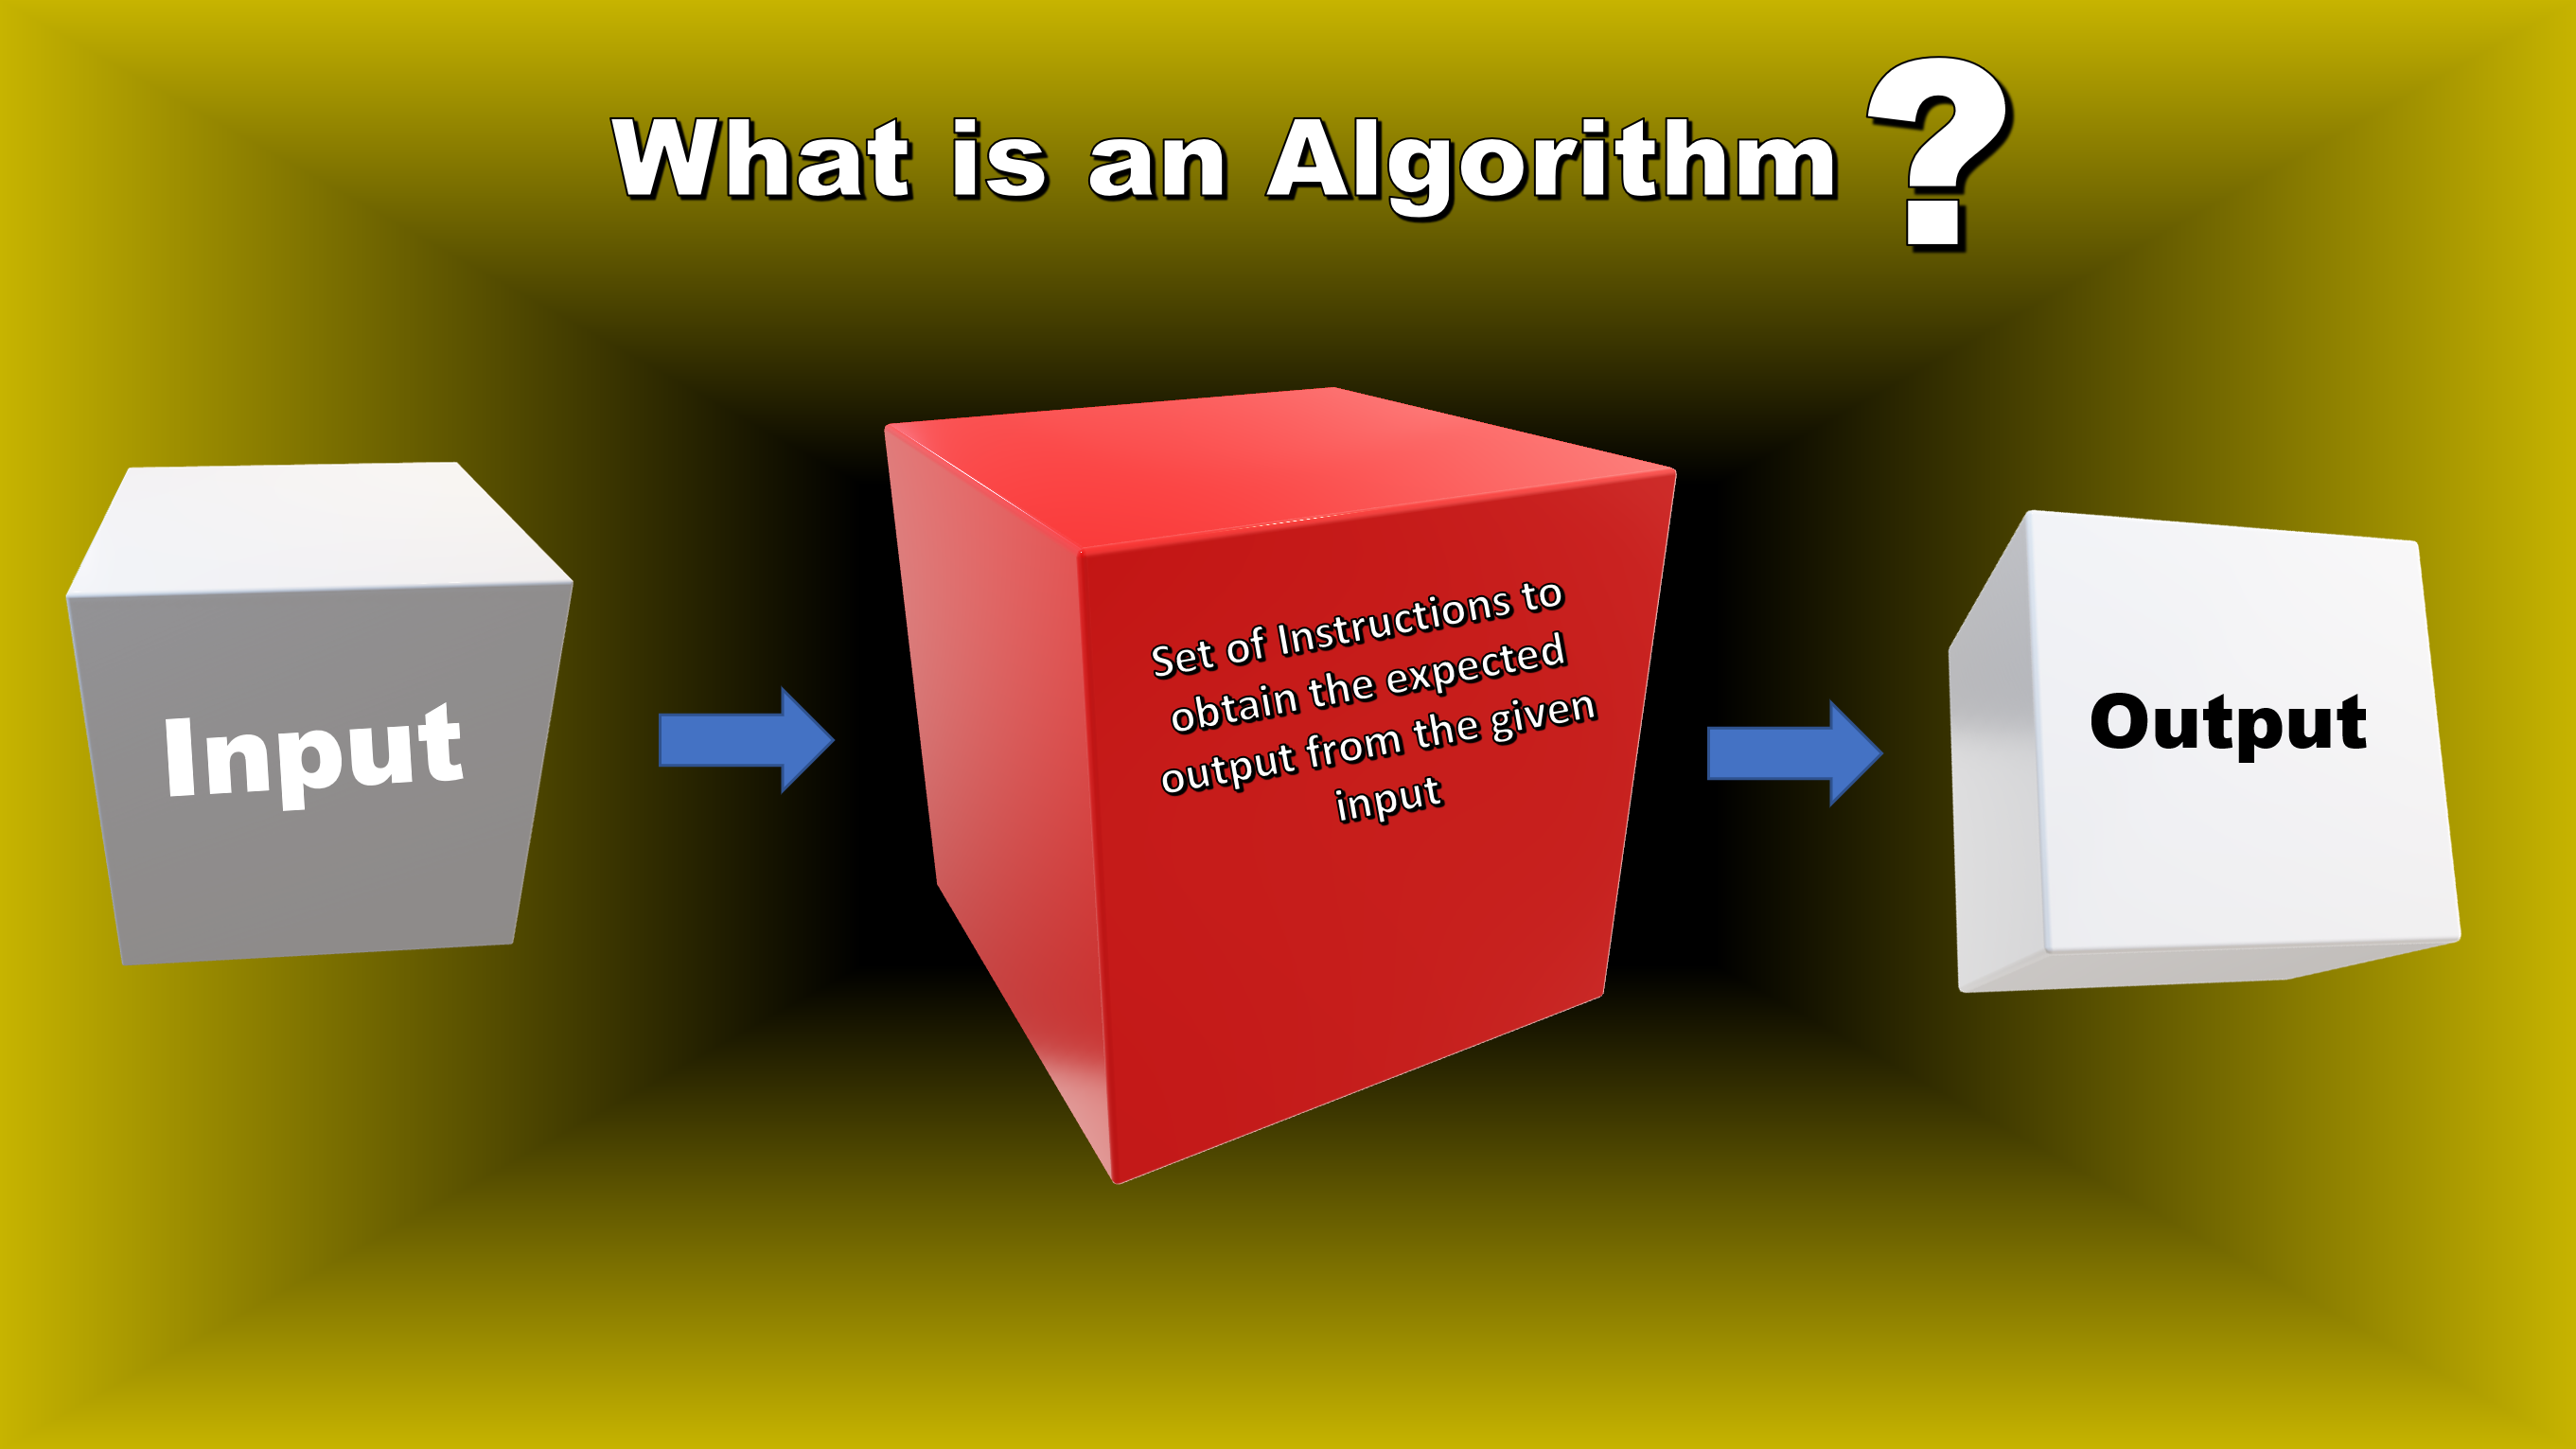 What is an Algorithm?
Input
Set of Instructions to
obtain the expected
output from the given
input
Output